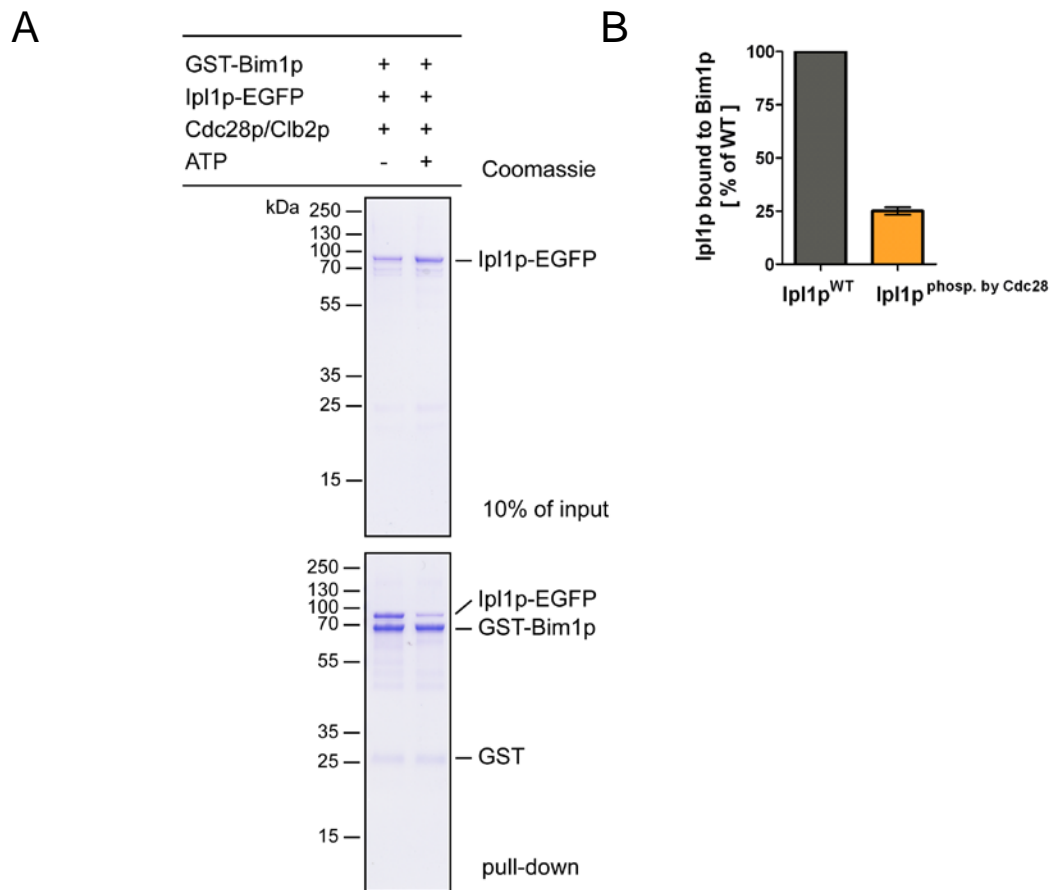 A
GST-Bim1p + +
Ipl1p-EGFP + +
Cdc28p/Clb2p + +
ATP - +
Coomassie
kDa
250
130
100
70
55
35
25
15
Ipl1p-EGFP
10% of input
250
130
100
70
55
35
25
15
Ipl1p-EGFP
GST-Bim1p
GST
pull-down
B
Ipl1p bound to Bim1p
[ % of WT ]
100
75
50
25
0
Ipl1p WT
Ipl1p phosp. by Cdc28